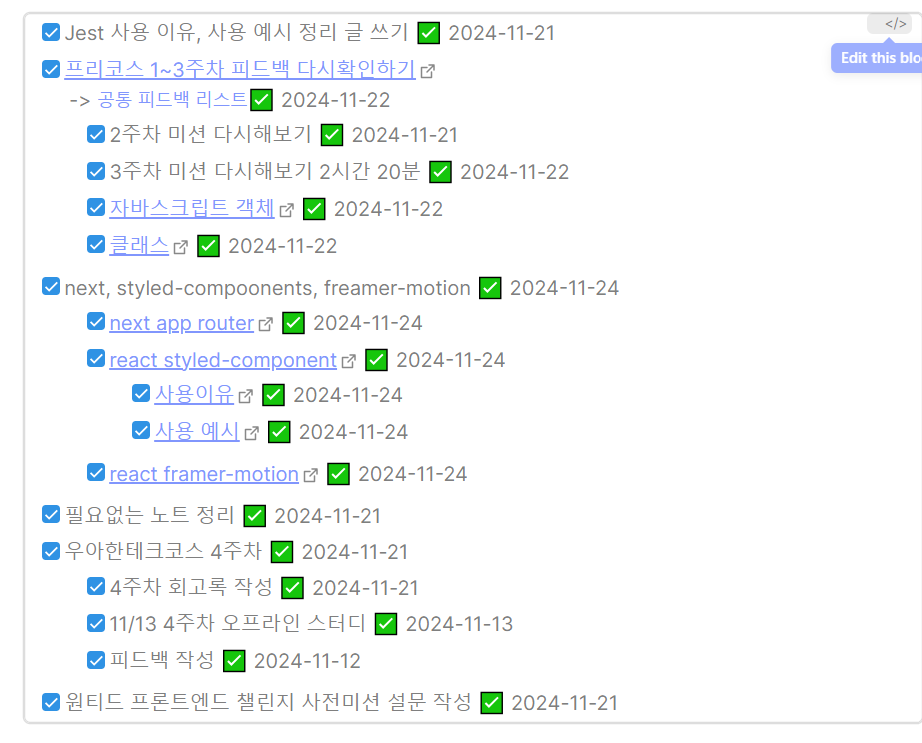 Jest 사용 이유, 사용 예시 정리 글 쓰기 ✅ 2024-11-21
</>
Edit this blo
프리코스 1~3주차 피드백 다시확인하기
-> 공통 피드백 리스트 ✅ 2024-11-22
2주차 미션 다시해보기 ✅ 2024-11-21
3주차 미션 다시해보기 2시간 20분 ✅ 2024-11-22
자바스크립트 객체 ✅ 2024-11-22
클래스 ✅ 2024-11-22
next, styled-compoonents, freamer-motion ✅ 2024-11-24
next app router ✅ 2024-11-24
react styled-component ✅ 2024-11-24
사용이유 ✅ 2024-11-24
사용 예시 ✅ 2024-11-24
react framer-motion ✅ 2024-11-24
필요없는 노트 정리 ✅ 2024-11-21
우아한테크코스 4주차 ✅ 2024-11-21
4주차 회고록 작성 ✅ 2024-11-21
11/13 4주차 오프라인 스터디 ✅ 2024-11-13
피드백 작성 ✅ 2024-11-12
원티드 프론트엔드 챌린지 사전미션 설문 작성 ✅ 2024-11-21